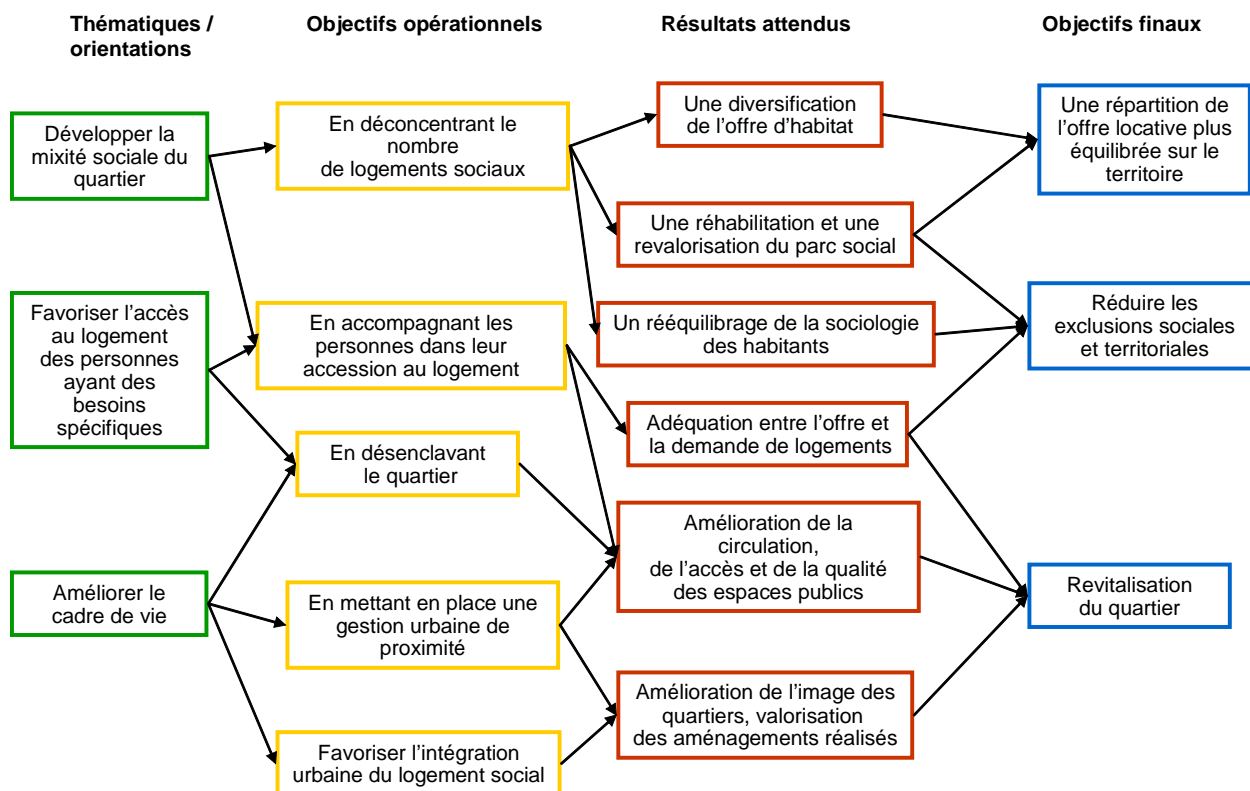 Thématiques /
orientations
Objectifs opérationnels
Résultats attendus
Objectifs finaux
Développer la
mixité sociale du
quartier
Favoriser l'accès
au logement
des personnes
ayant des
besoins
spécifiques
Améliorer le
cadre de vie
En déconcentrant le
nombre
de logements sociaux
En accompagnant les
personnes dans leur
accession au logement
En désenclavant
le quartier
En mettant en place une
gestion urbaine de
proximité
Favoriser l'intégration
urbaine du logement social
Une diversification
de l'offre d'habitat
Une réhabilitation et une
revalorisation du parc social
Un rééquilibrage de la sociologie
des habitants
Adéquation entre l'offre et
la demande de logements
Amélioration de la
circulation,
de l'accès et de la qualité
des espaces publics
Amélioration de l'image des
quartiers, valorisation
des aménagements réalisés
Une répartition de
l'offre locative plus
équilibrée sur le
territoire
Réduire les
exclusions sociales
et territoriales
Revitalisation
du quartier